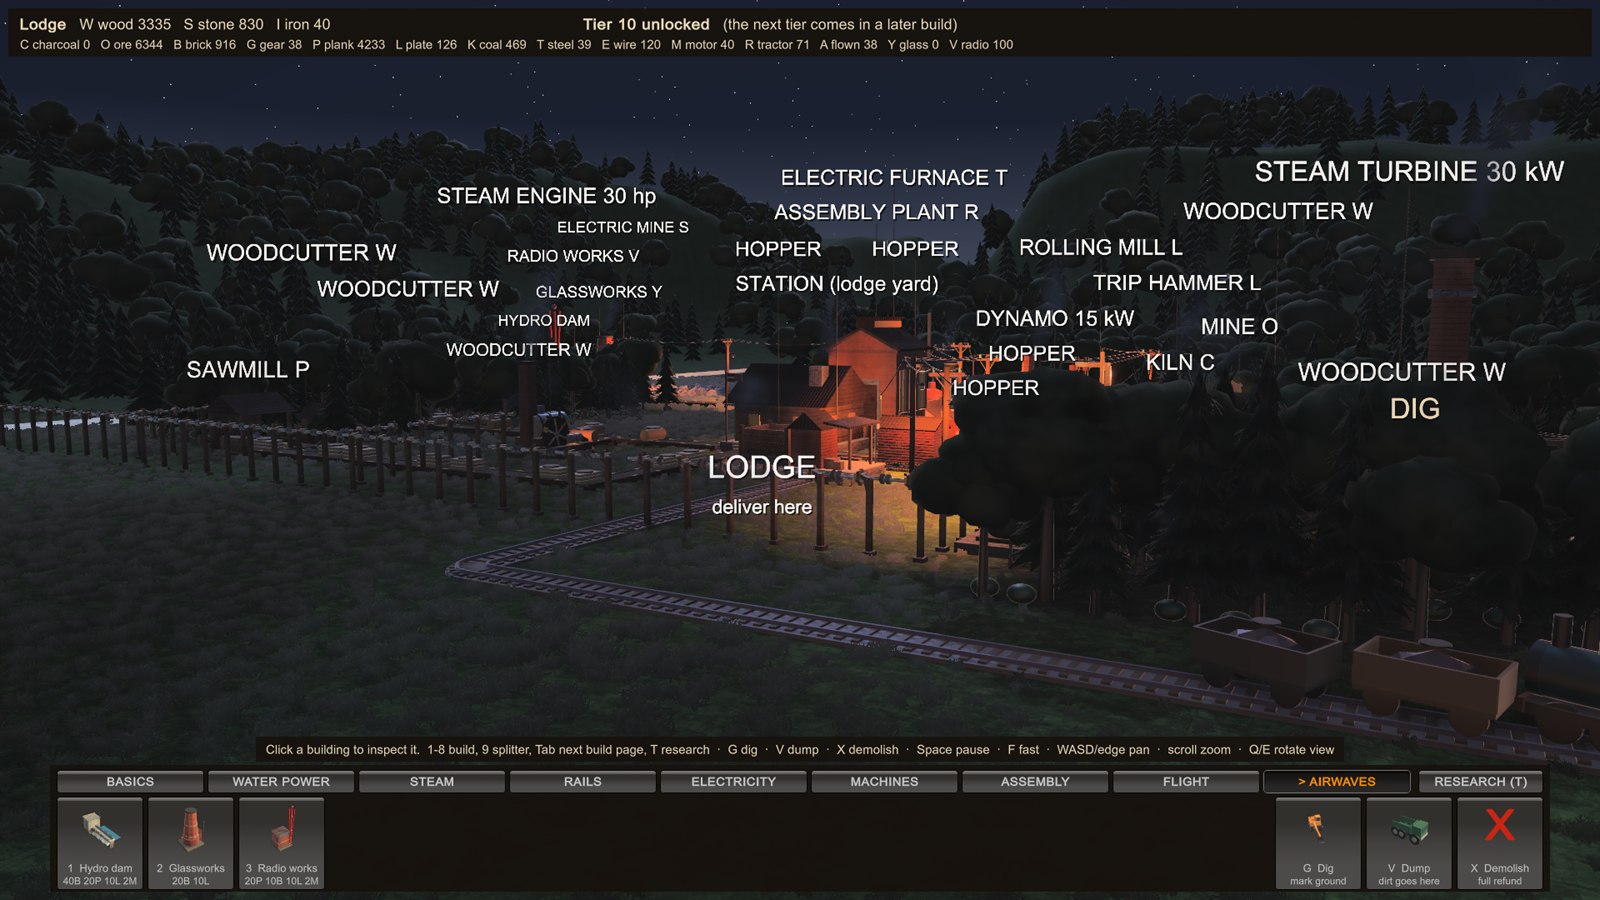 Lodge W wood 3335 S stone 830 I iron 40
Tier 10 unlocked (the next tier comes in a later build)
C charcoal 0 O ore 6344 B brick 916 G gear 38 P plank 4233 L plate 126 K coal 469 T steel 39 E wire 120 M motor 40 R tractor 71 A flown 38 Y glass 0 V radio 100
STEAM TURBINE 30 kW
ELECTRIC FURNACE T
STEAM ENGINE 30 hp
ASSEMBLY PLANT R
WOODCUTTER W
ELECTRIC MINE S
WOODCUTTER W
RADIO WORKS V
HOPPER
HOPPER
ROLLING MILL L
WOODCUTTER W
GLASSWORKS Y
STATION (lodge yard)
TRIP HAMMER L
HYDRO DAM
DYNAMO 15 kW
MINE O
WOODCUTTER W
HOPPER
KILN C
SAWMILL P
HOPPER
WOODCUTTER W
DIG
LODGE
deliver here
Click a building to inspect it. 1-8 build, 9 splitter, Tab next build page, T research · G dig · V dump · X demolish · Space pause · F fast · WASD/edge pan · scroll zoom · Q/E rotate view
BASICS
WATER POWER
STEAM
RAILS
ELECTRICITY
MACHINES
ASSEMBLY
FLIGHT
> AIRWAVES
RESEARCH (T)
1 Hydro dam
40B 20P 10L 2M
2 Glassworks
20B 10L
3 Radio works
20P 10B 10L 2M
G Dig
mark ground
V Dump
dirt goes here
X
X Demolish
full refund